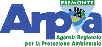 PIEMONTE
Arpa
Agenzia Regionale
per la Protezione Ambientale